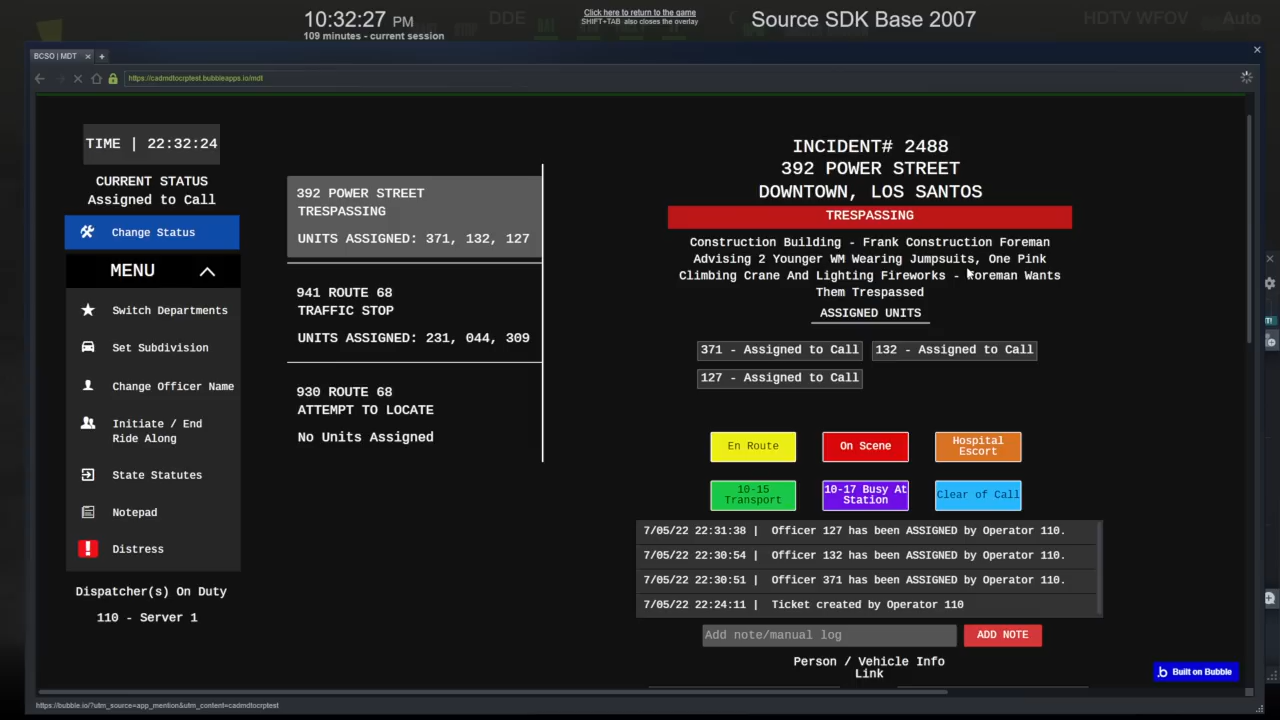 10:32:27 PM
109 minutes - current session
DDE
Click here to return to the game
SHIFT+TAB also closes the overlay
Source SDK Base 2007
HDTV WFOV
Auto
BCSO | MDT
https://cadmdtocrptest.bubbleapps.io/mdt
TIME | 22:32:24
CURRENT STATUS
Assigned to Call
Change Status
MENU
Switch Departments
Set Subdivision
Change Officer Name
Initiate / End
Ride Along
State Statutes
Notepad
Distress
Dispatcher(s) On Duty
110 - Server 1
392 POWER STREET
TRESPASSING
UNITS ASSIGNED: 371, 132, 127
941 ROUTE 68
TRAFFIC STOP
UNITS ASSIGNED: 231, 044, 309
930 ROUTE 68
ATTEMPT TO LOCATE
No Units Assigned
INCIDENT# 2488
392 POWER STREET
DOWNTOWN, LOS SANTOS
TRESPASSING
Construction Building - Frank Construction Foreman
Advising 2 Younger WM Wearing Jumpsuits, One Pink
Climbing Crane And Lighting Fireworks - Foreman Wants
Them Trespassed
ASSIGNED UNITS
371 - Assigned to Call
132 - Assigned to Call
127 - Assigned to Call
En Route
On Scene
Hospital
Escort
10-15
Transport
10-17 Busy At
Station
Clear of Call
7/05/22 22:31:38 | Officer 127 has been ASSIGNED by Operator 110.
7/05/22 22:30:54 | Officer 132 has been ASSIGNED by Operator 110.
7/05/22 22:30:51 | Officer 371 has been ASSIGNED by Operator 110.
7/05/22 22:24:11 | Ticket created by Operator 110
Add note/manual log
ADD NOTE
Person / Vehicle Info
Link
Built on Bubble
https://bubble.io/?utm_source=app_mention&utm_content=cadmdtocrptest